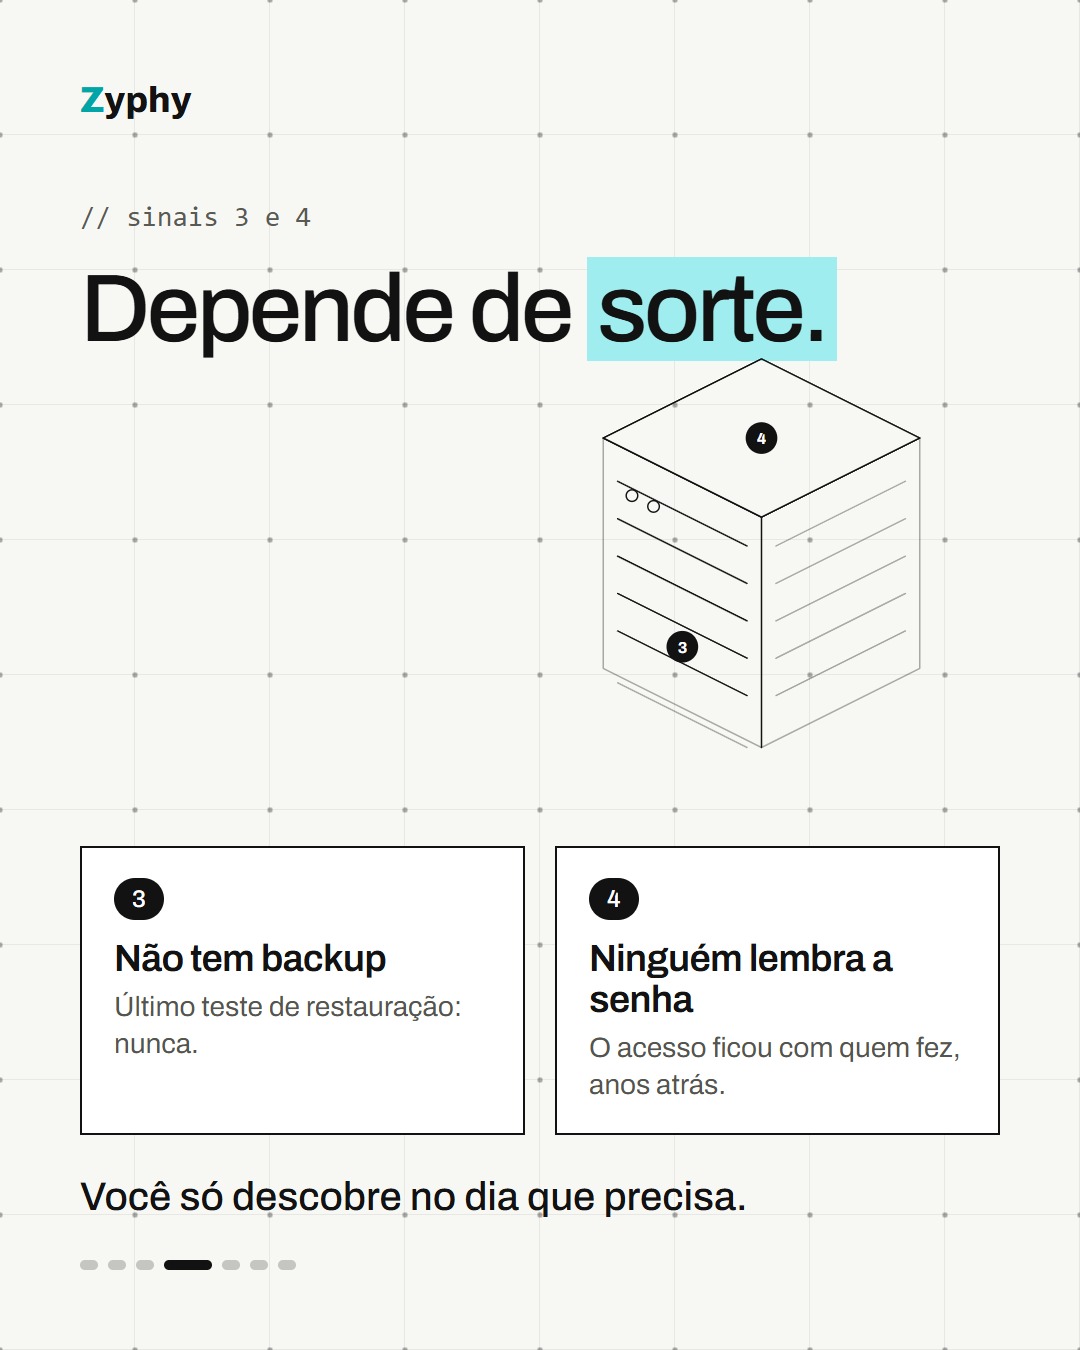 Zyphy
// sinais 3 e 4
Depende de sorte.
4
3
3
Não tem backup
Último teste de restauração:
nunca.
4
Ninguém lembra a
senha
O acesso ficou com quem fez,
anos atrás.
Você só descobre no dia que precisa.